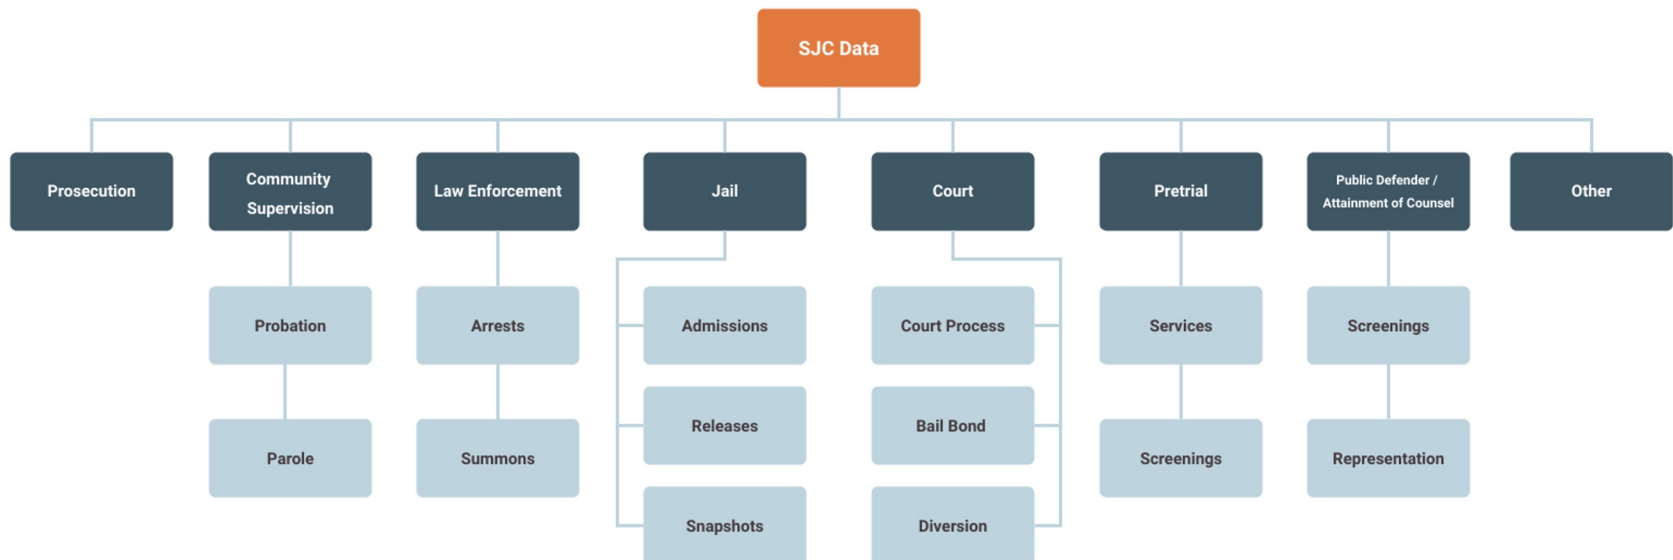 SJC Data
Prosecution
Community
Supervision
Law Enforcement
Jail
Court
Pretrial
Public Defender /
Attainment of Counsel
Other
Probation
Arrests
Admissions
Court Process
Services
Screenings
Releases
Bail Bond
Parole
Summons
Screenings
Representation
Snapshots
Diversion